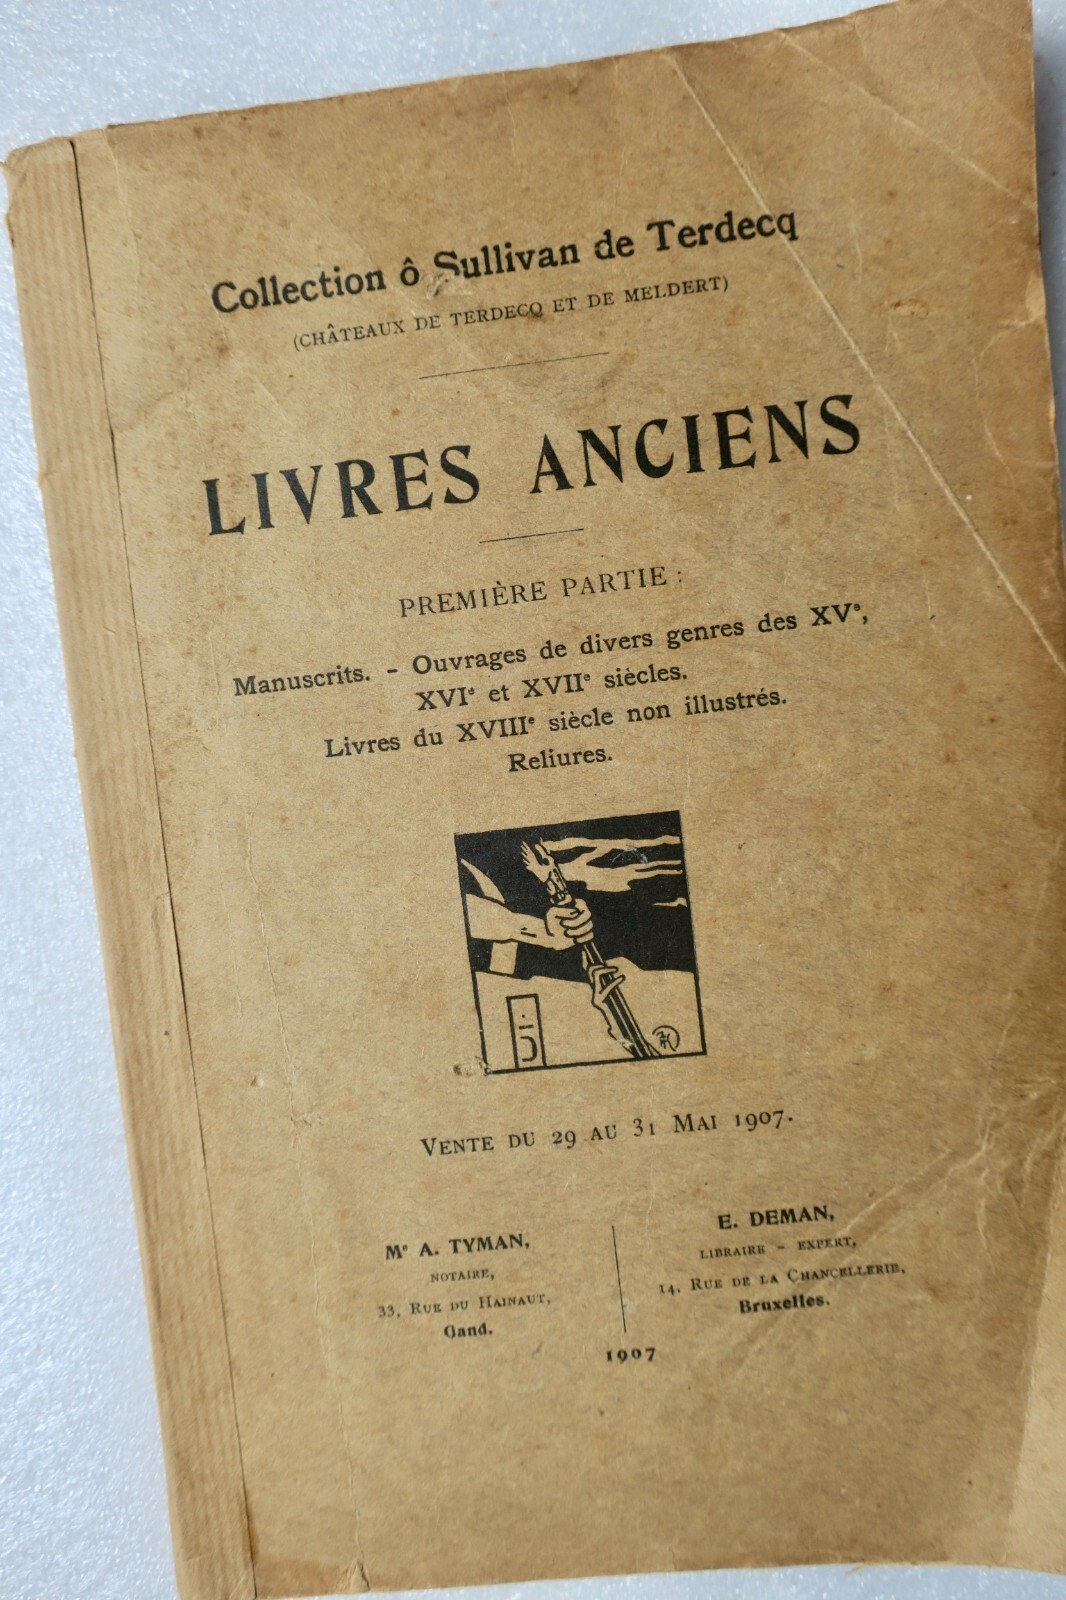 Collection ô Sullivan de Terdecq
(CHÂTEAUX DE TERDECQ ET DE MELDERT)
LIVRES ANCIENS
PREMIÈRE PARTIE :
Manuscrits. - Ouvrages de divers genres des XVe,
XVIe et XVIIe siècles.
Livres du XVIIIe siècle non illustrés.
Reliures.
VENTE DU 29 AU 31 MAI 1907.
Me A. TYMAN,
NOTAIRE,
33, RUE DU HAINAUT,
Gand.
E. DEMAN,
LIBRAIRE - EXPERT,
14, RUE DE LA CHANCELLERIE,
Bruxelles.
1907